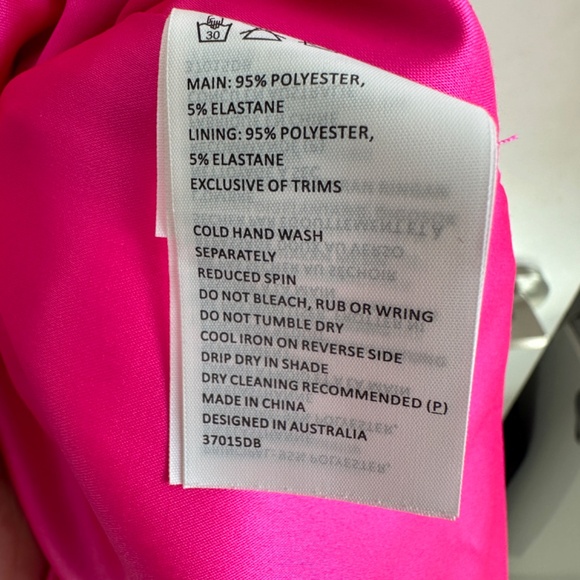 30
MAIN: 95% POLYESTER,
5% ELASTANE
LINING: 95% POLYESTER,
5% ELASTANE
EXCLUSIVE OF TRIMS
COLD HAND WASH
SEPARATELY
REDUCED SPIN
DO NOT BLEACH, RUB OR WRING
DO NOT TUMBLE DRY
COOL IRON ON REVERSE SIDE
DRIP DRY IN SHADE
DRY CLEANING RECOMMENDED (P)
MADE IN CHINA
DESIGNED IN AUSTRALIA
37015DB